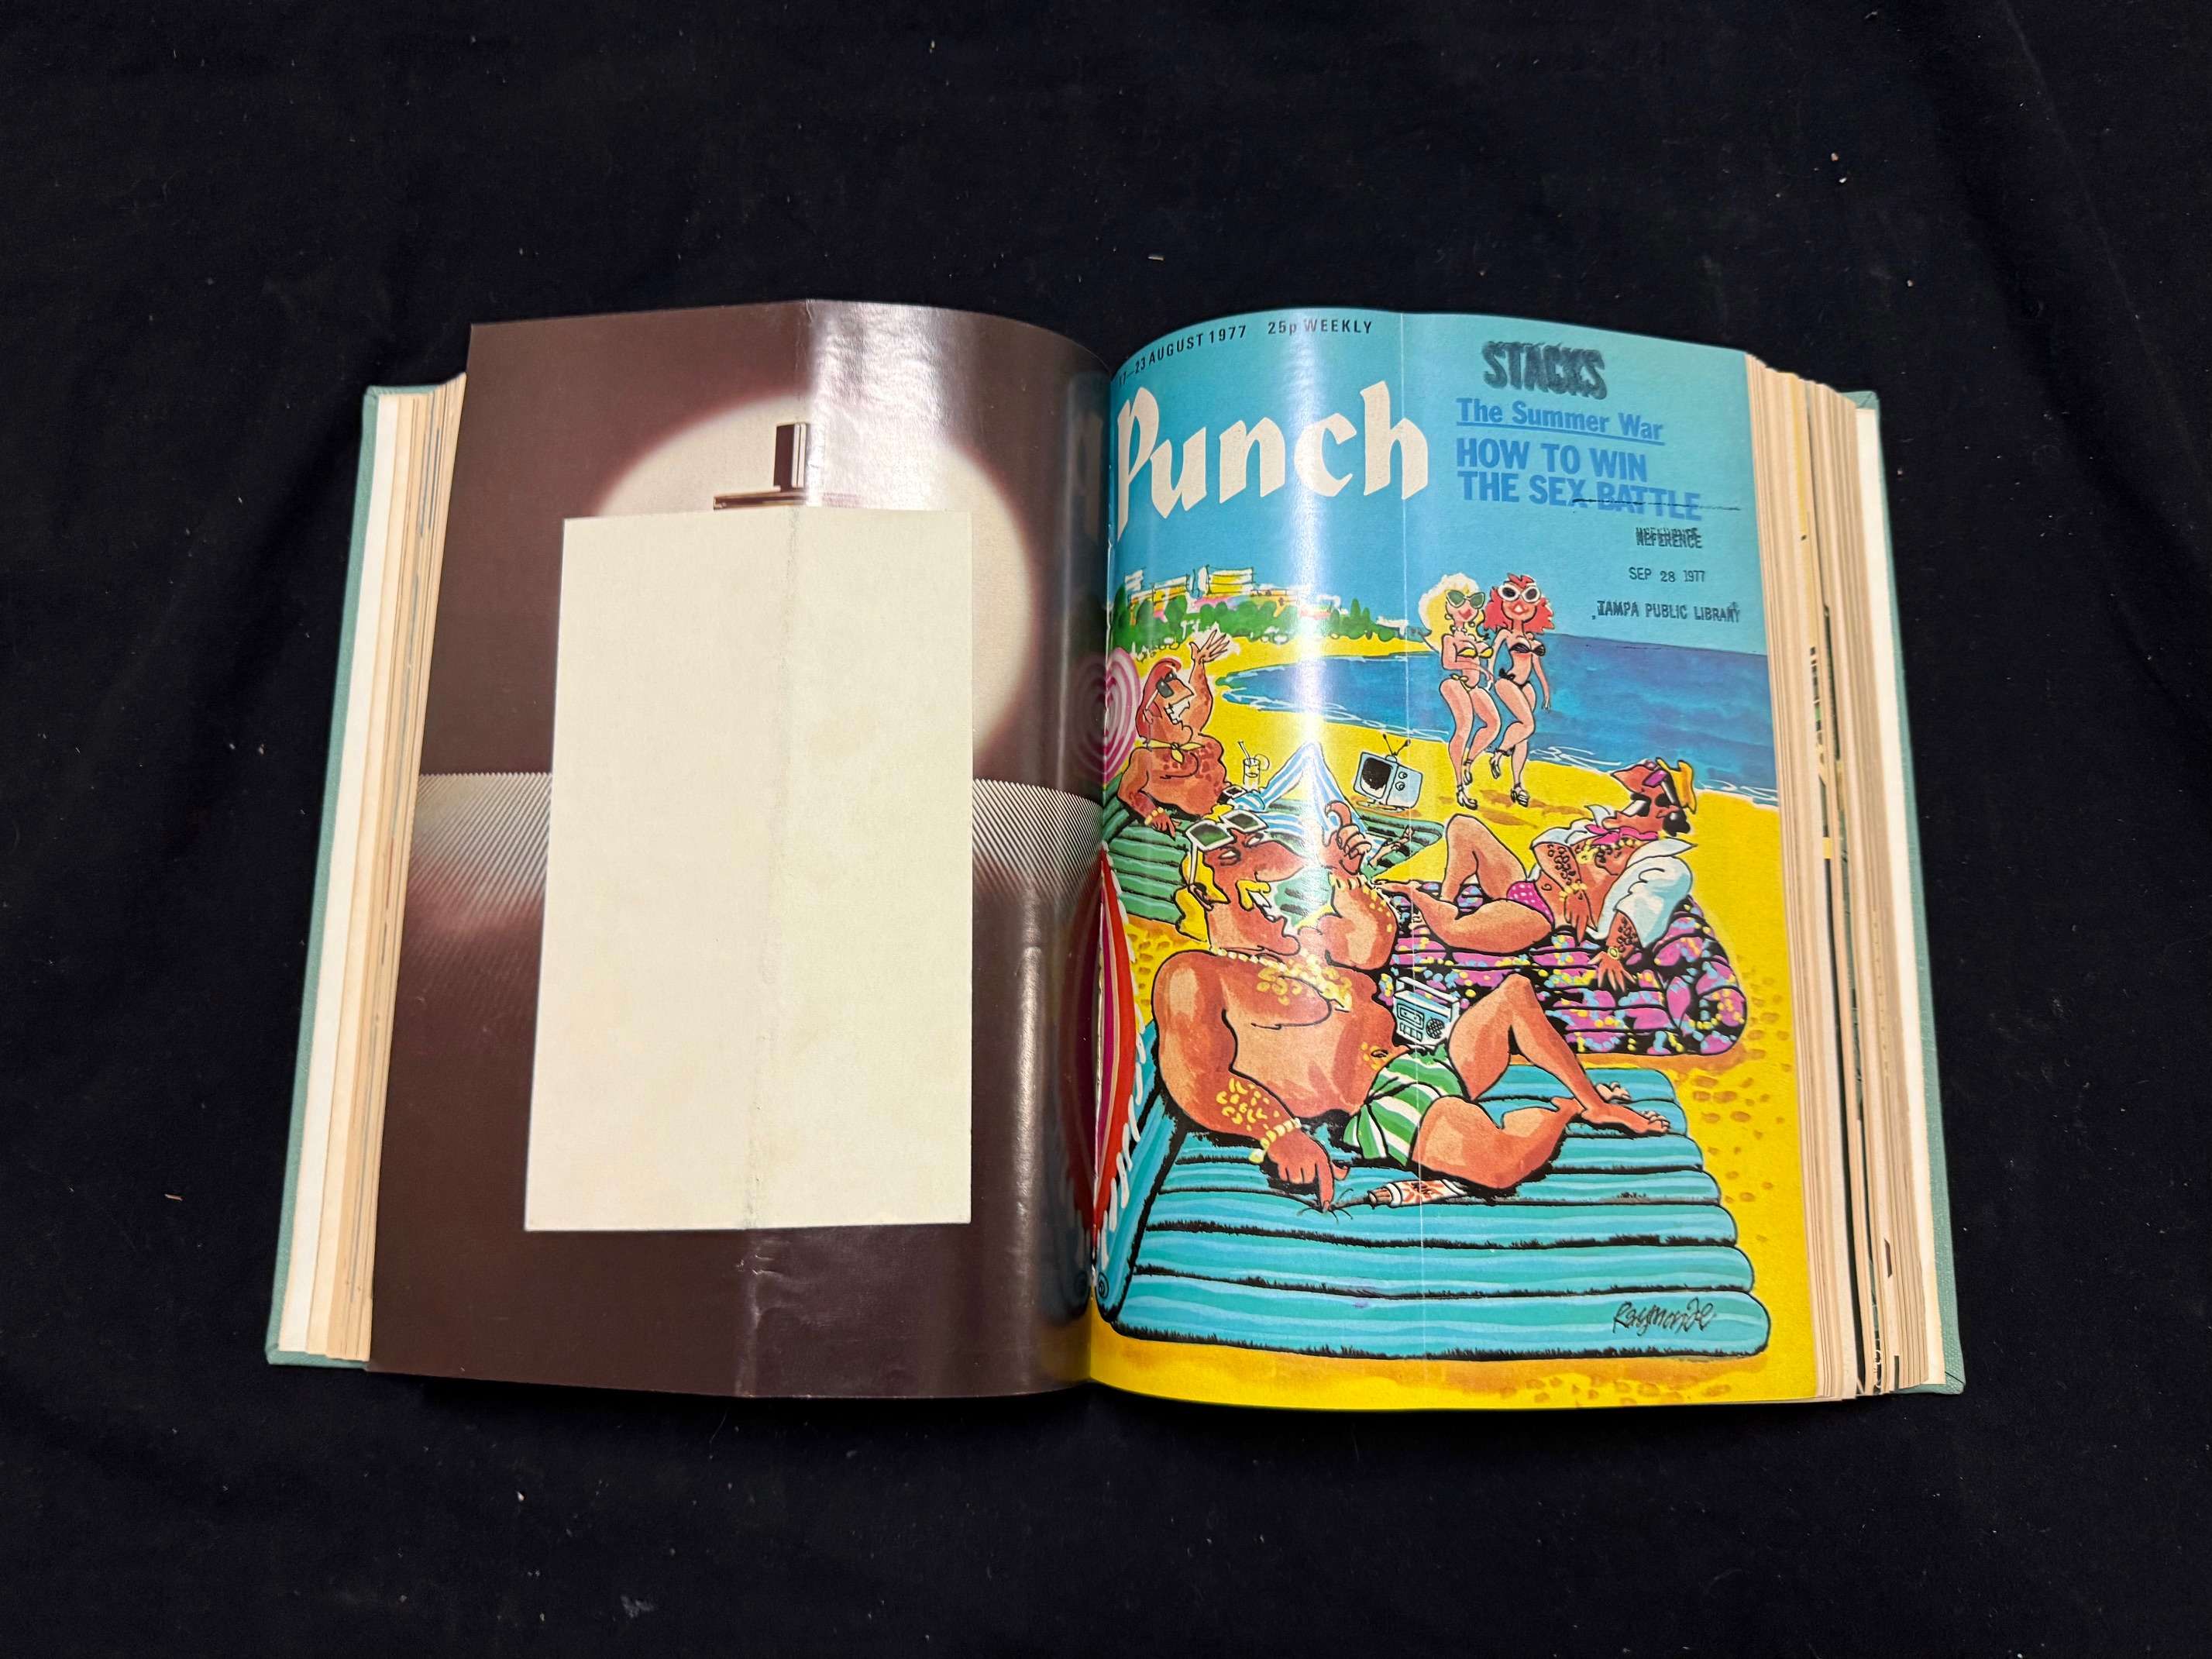 17—23 AUGUST 1977 25p WEEKLY
Punch
STACKS
The Summer War
HOW TO WIN
THE SEX BATTLE
REFERENCE
SEP 28 1977
TAMPA PUBLIC LIBRARY
Raymonde